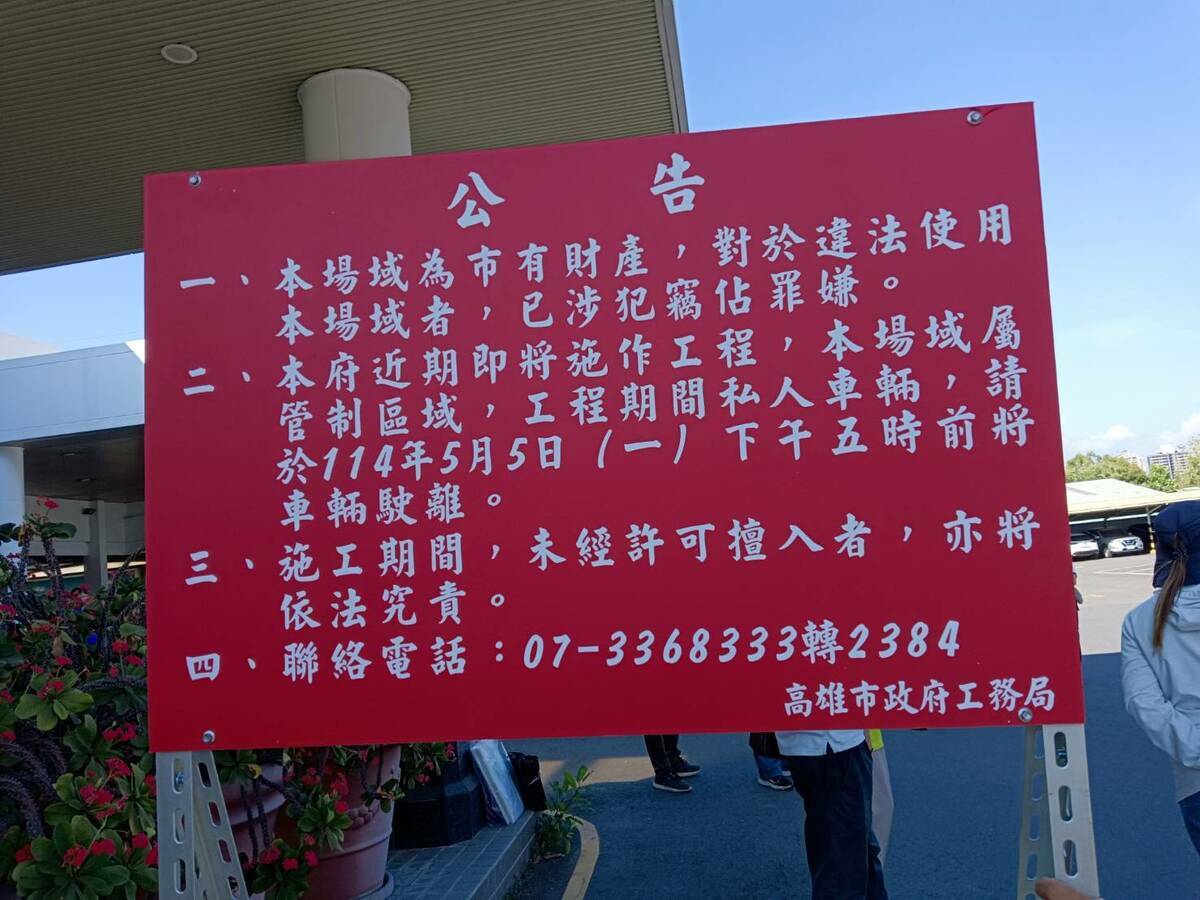 公告
一、本場域為市有財產，對於違法使用
本場域者，已涉犯竊佔罪嫌。
二、本府近期即將施作工程，本場域屬
管制區域，工程期間私人車輛，請
於114年5月5日（一）下午五時前將
車輛駛離。
三、施工期間，未經許可擅入者，亦將
依法究責。
四、聯絡電話：07-3368333轉2384
高雄市政府工務局